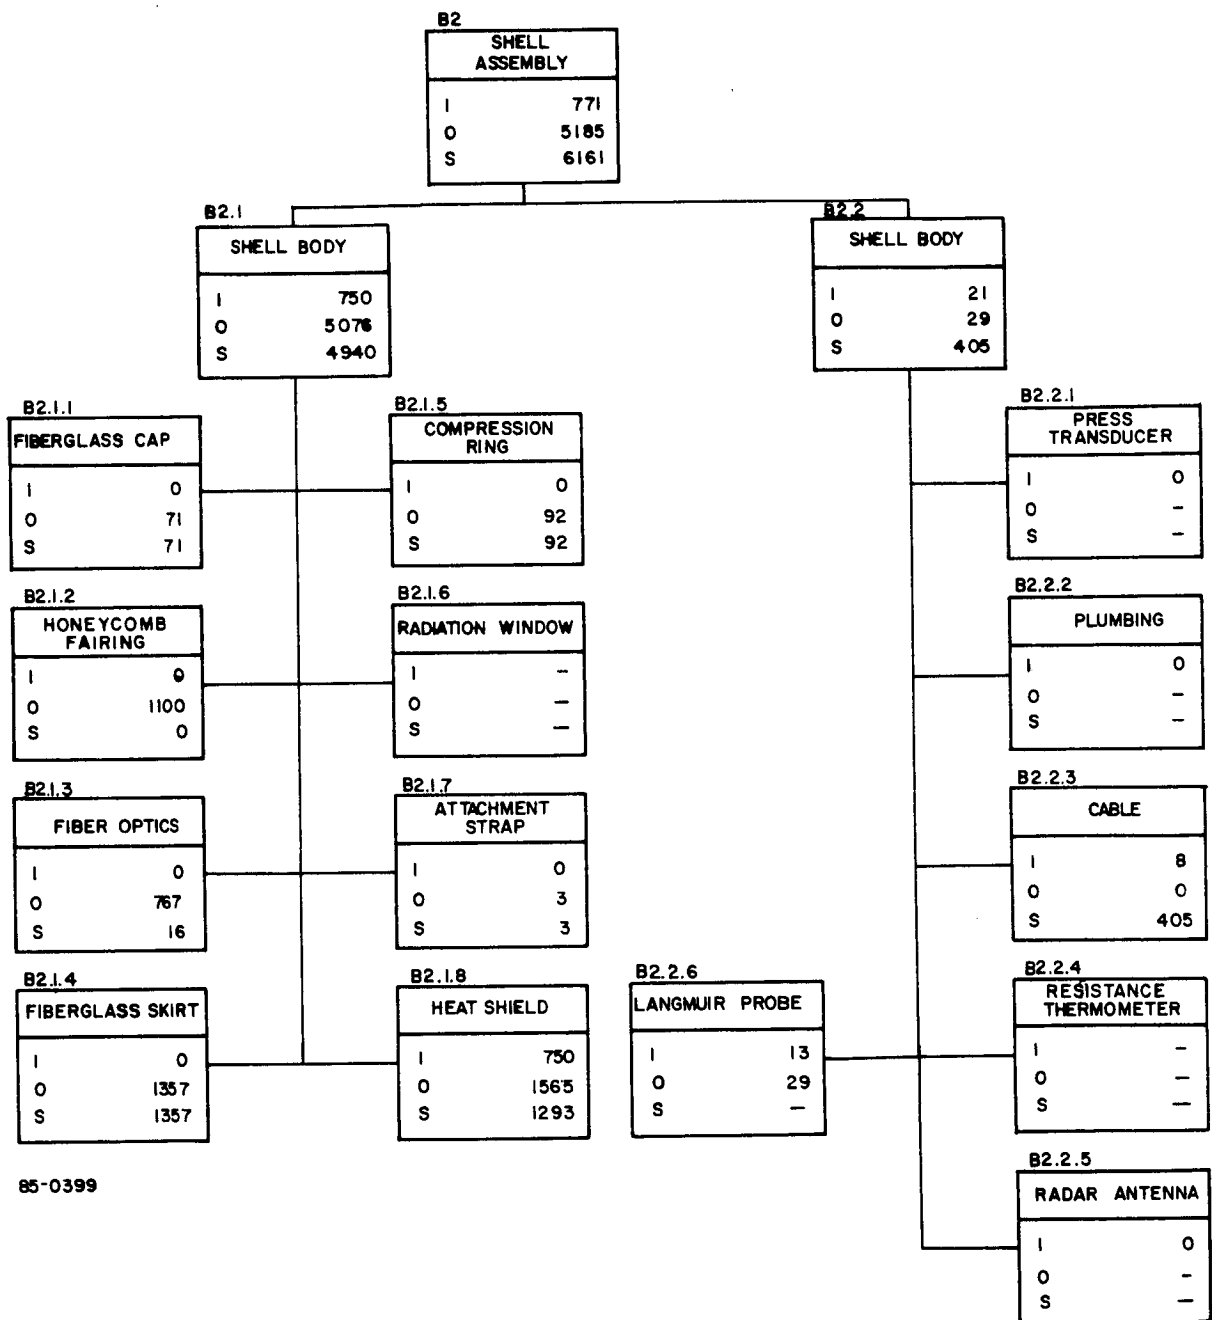 B2
SHELL
ASSEMBLY
I 771
O 5185
S 6161
B2.1
SHELL BODY
I 750
O 5076
S 4940
B2.2
SHELL BODY
I 21
O 29
S 405
B2.1.1
FIBERGLASS CAP
I 0
O 71
S 71
B2.1.5
COMPRESSION
RING
I 0
O 92
S 92
B2.2.1
PRESS
TRANSDUCER
I 0
O -
S -
B2.1.2
HONEYCOMB
FAIRING
I 0
O 1100
S 0
B2.1.6
RADIATION WINDOW
I -
O -
S -
B2.2.2
PLUMBING
I 0
O -
S -
B2.1.3
FIBER OPTICS
I 0
O 767
S 16
B2.1.7
ATTACHMENT
STRAP
I 0
O 3
S 3
B2.2.3
CABLE
I 8
O 0
S 405
B2.1.4
FIBERGLASS SKIRT
I 0
O 1357
S 1357
B2.1.8
HEAT SHIELD
I 750
O 1565
S 1293
B2.2.6
LANGMUIR PROBE
I 13
O 29
S -
B2.2.4
RESISTANCE
THERMOMETER
I -
O -
S -
B2.2.5
RADAR ANTENNA
I 0
O -
S -
85-0399